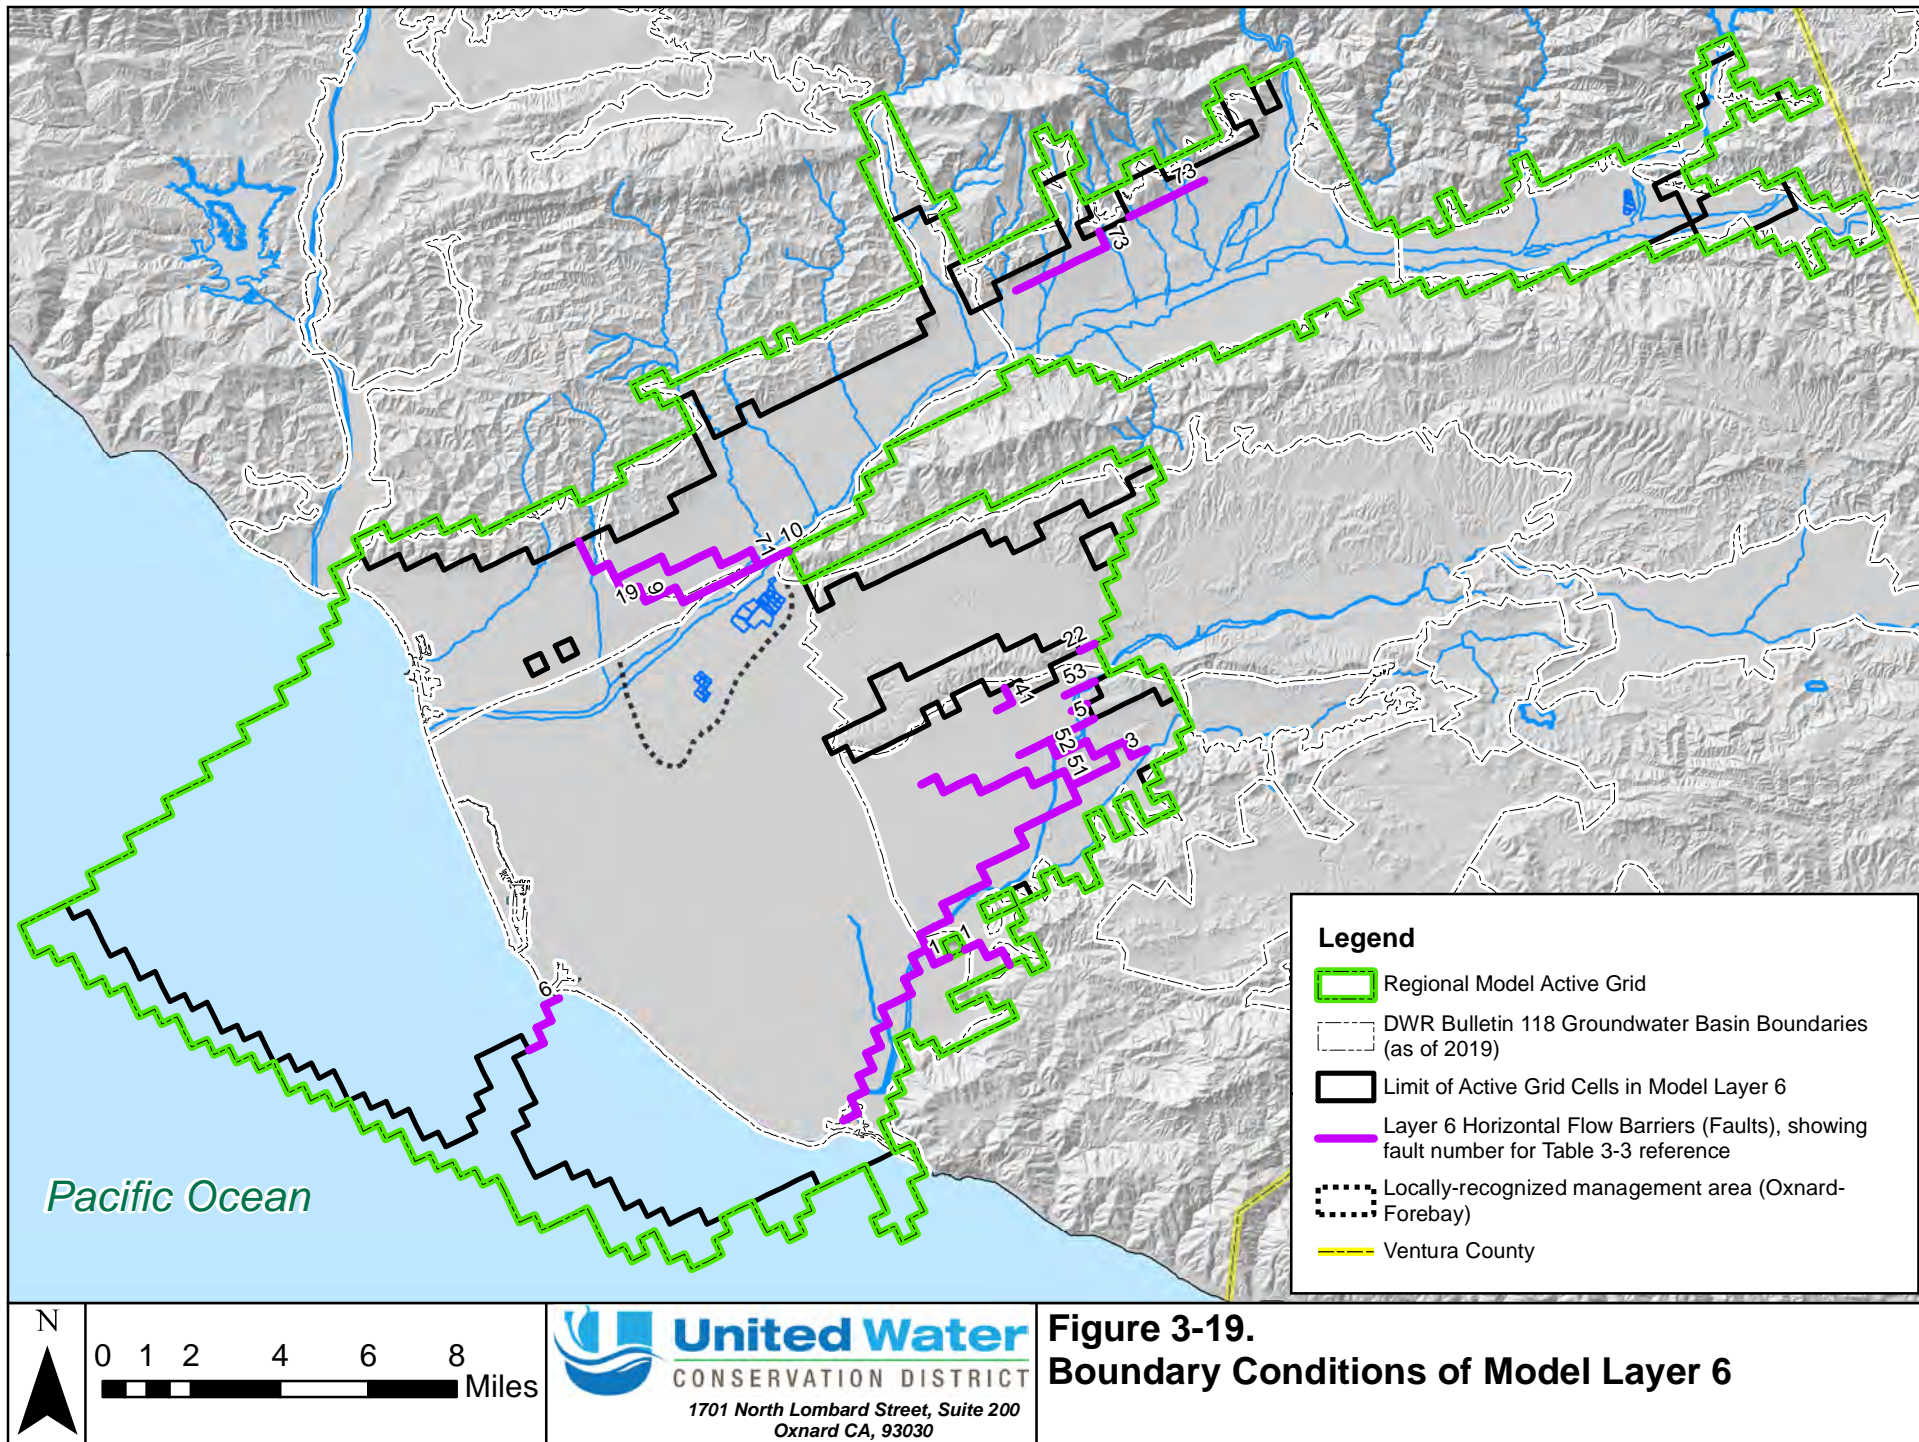 73
73
10
71
19
9
22
53
41
5
52
51
3
1
1
6
Pacific Ocean
Legend
Regional Model Active Grid
DWR Bulletin 118 Groundwater Basin Boundaries
(as of 2019)
Limit of Active Grid Cells in Model Layer 6
Layer 6 Horizontal Flow Barriers (Faults), showing
fault number for Table 3-3 reference
Locally-recognized management area (Oxnard-
Forebay)
Ventura County
N
0 1 2 4 6 8
Miles
United Water
CONSERVATION DISTRICT
1701 North Lombard Street, Suite 200
Oxnard CA, 93030
Figure 3-19.
Boundary Conditions of Model Layer 6